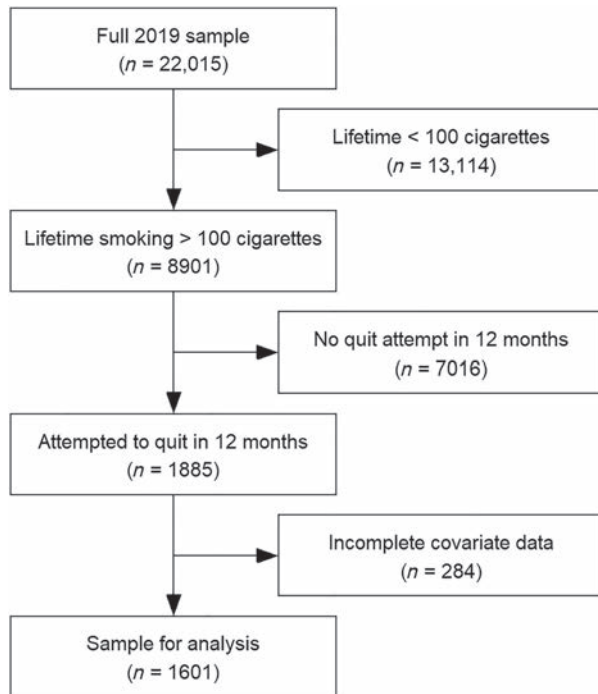 Full 2019 sample
(n = 22,015)
Lifetime < 100 cigarettes
(n = 13,114)
Lifetime smoking > 100 cigarettes
(n = 8901)
No quit attempt in 12 months
(n = 7016)
Attempted to quit in 12 months
(n = 1885)
Incomplete covariate data
(n = 284)
Sample for analysis
(n = 1601)